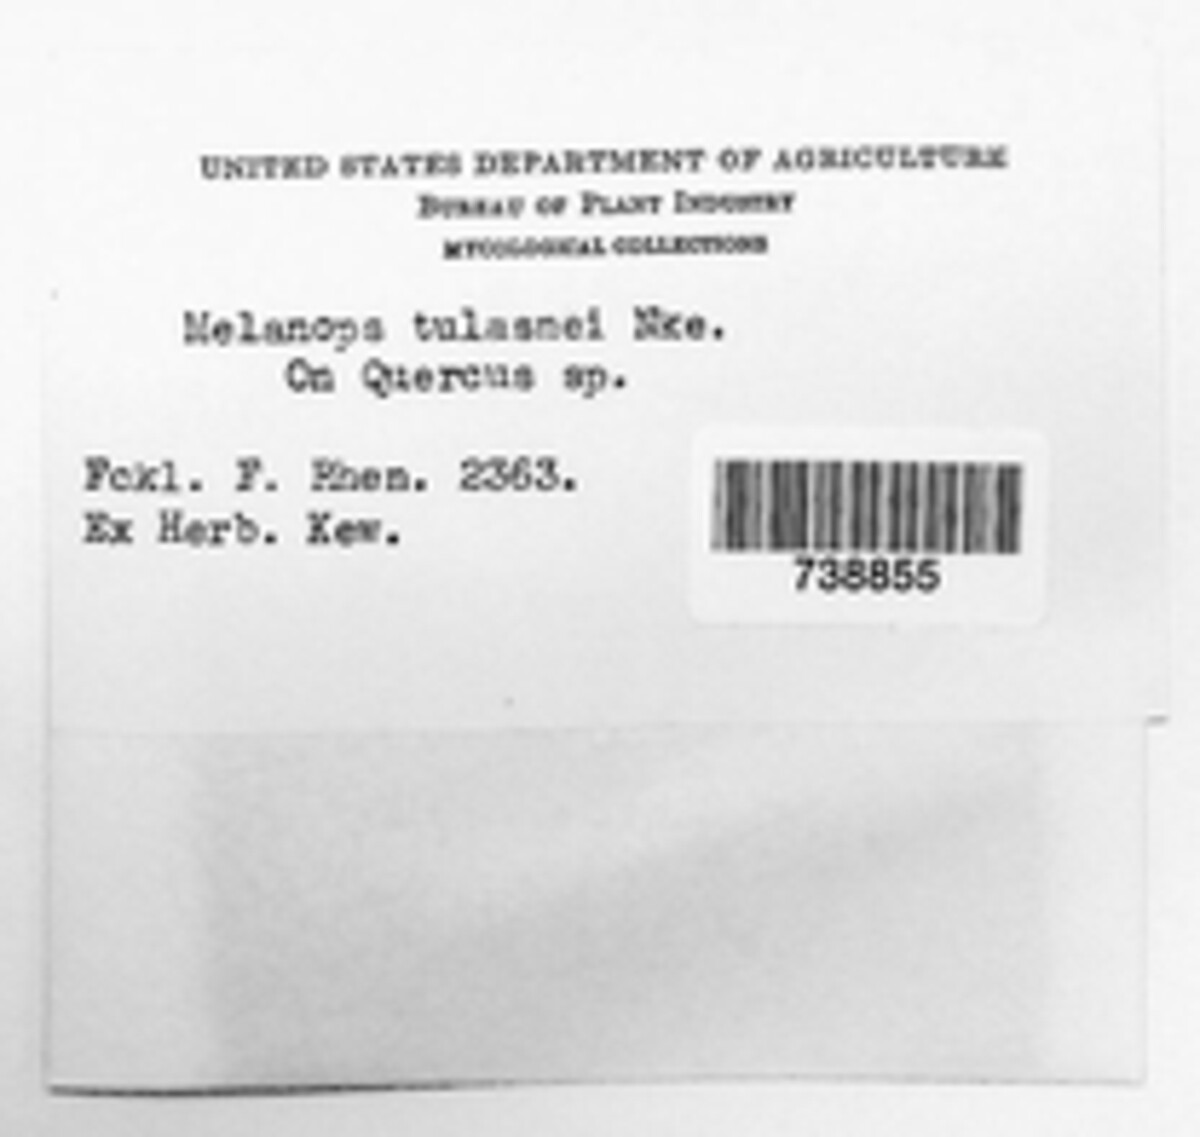 UNITED STATES DEPARTMENT OF AGRICULTURE
BUREAU OF PLANT INDUSTRY
MYCOLOGICAL COLLECTIONS
Melanops tulasnei Nke.
On Quercus sp.
Fckl. F. Rhen. 2363.
Ex Herb. Kew.
738855